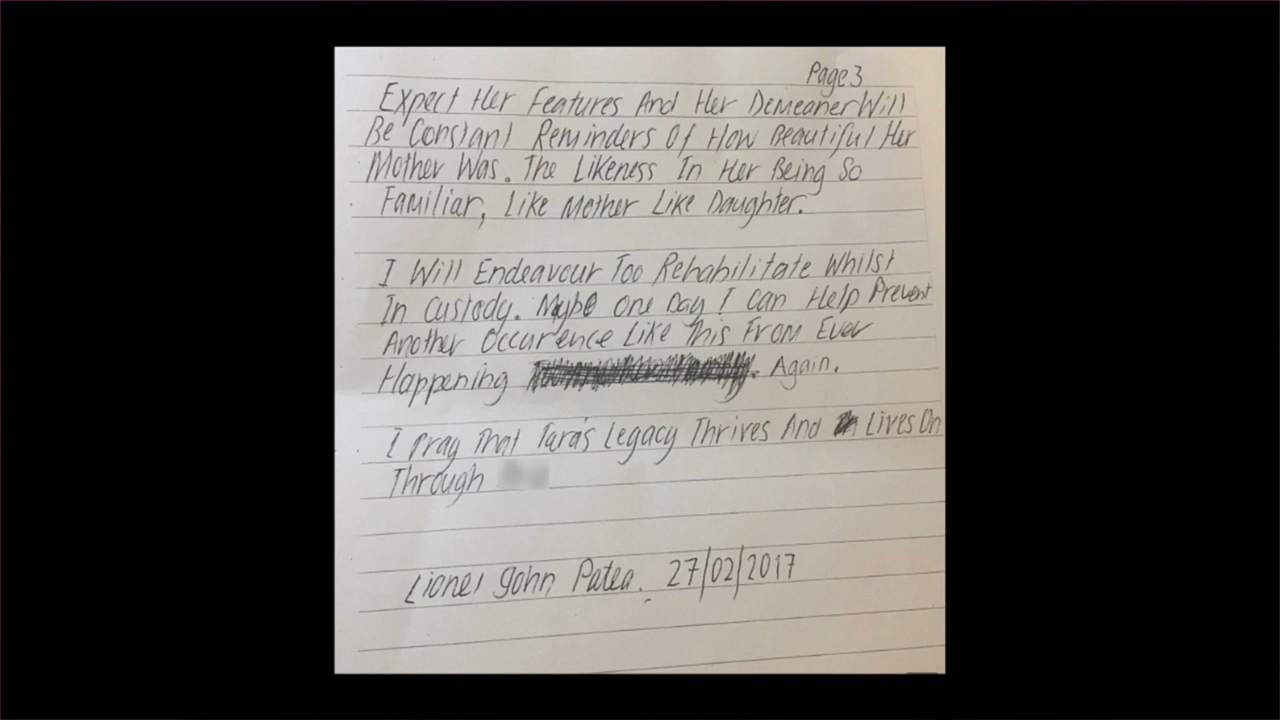 Page 3
Expect Her Features And Her Demeaner Will
Be Constant Reminders Of How Beautiful Her
Mother Was. The Likeness In Her Being So
Familiar, Like Mother Like Daughter.
I Will Endeavour Too Rehabilitate Whilst
In Custody. Maybe One Day I Can Help Prevent
Another Occurence Like This From Ever
Happening Again.
I Pray That Tara's Legacy Thrives And Lives On
Through
Lionel John Patea. 27/02/2017